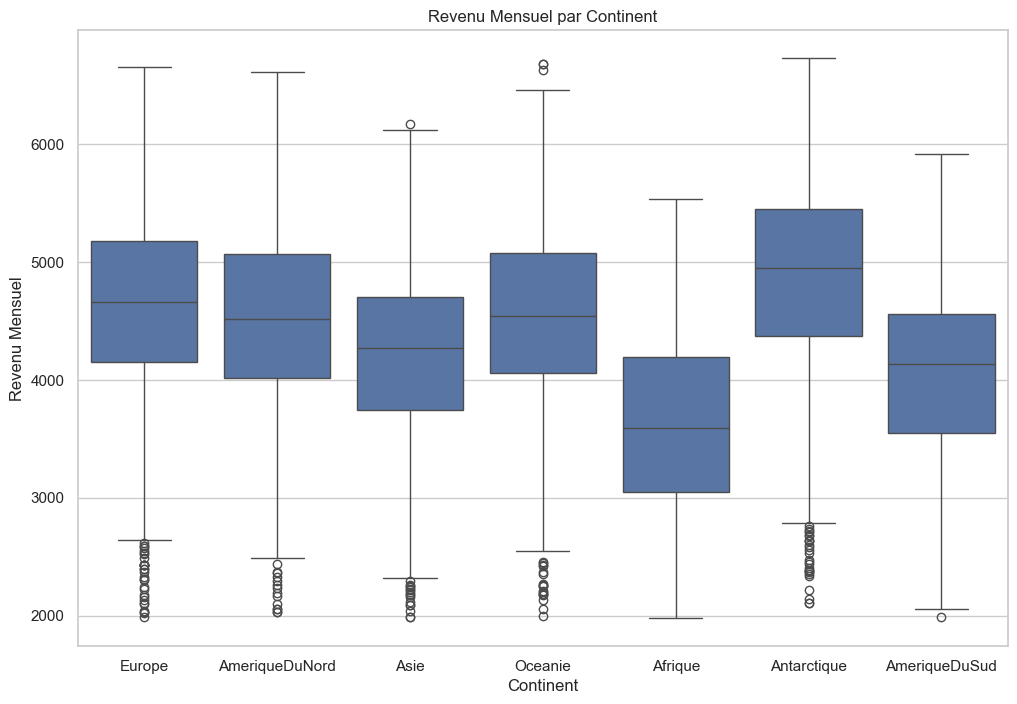 Revenu Mensuel par Continent
6000
5000
4000
3000
2000
Revenu Mensuel
Europe
AmeriqueDuNord
Asie
Oceanie
Afrique
Antarctique
AmeriqueDuSud
Continent